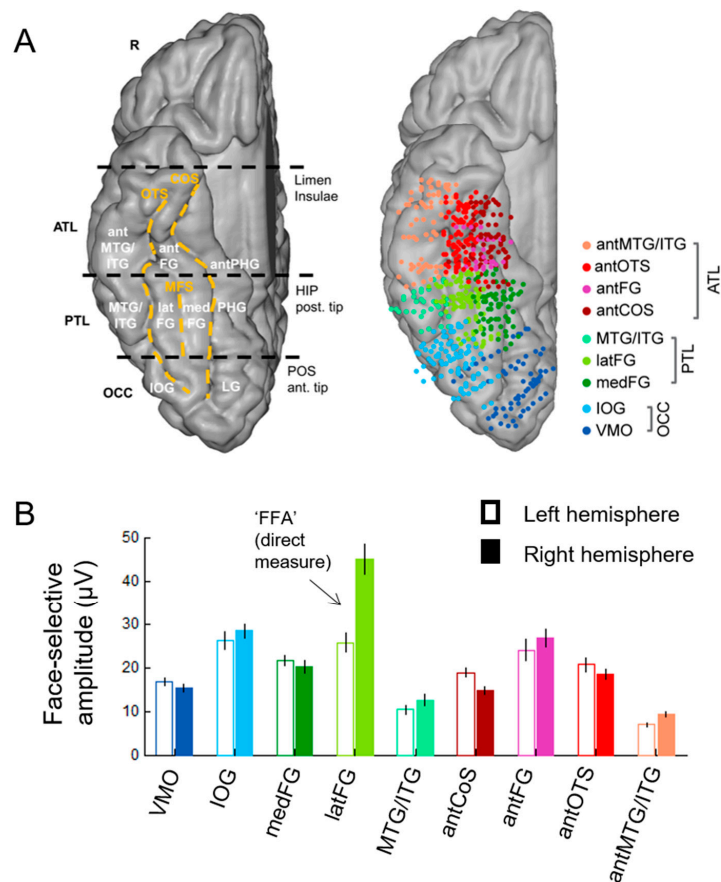 A
R
COS
OTS
Limen
Insulae
ATL
ant
MTG/
ITG
ant
FG
antPHG
MFS
HIP
post. tip
PTL
MTG/
ITG
lat
FG
med
FG
PHG
POS
ant. tip
OCC
IOG
LG
antMTG/ITG
antOTS
antFG
antCOS
ATL
MTG/ITG
latFG
medFG
PTL
IOG
VMO
OCC
B
Left hemisphere
Right hemisphere
'FFA'
(direct
measure)
Face-selective
amplitude (µV)
50
40
30
20
10
0
VMO
IOG
medFG
latFG
MTG/ITG
antCoS
antFG
antOTS
antMTG/ITG